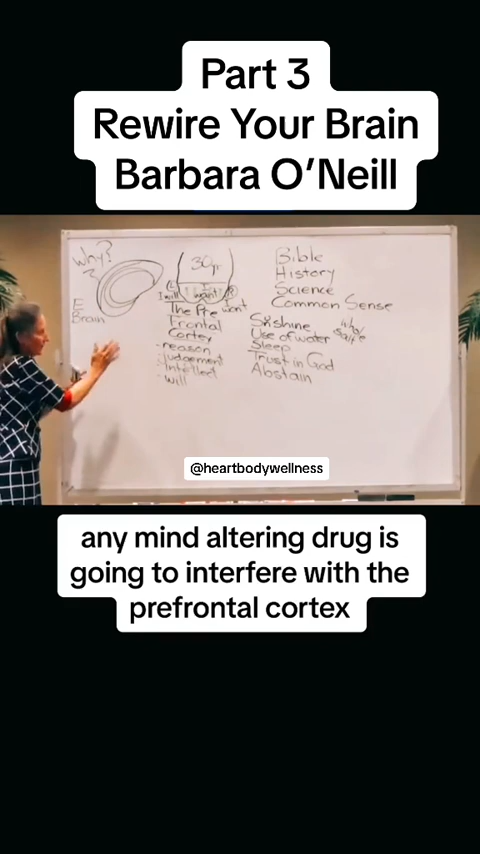 Part 3
Rewire Your Brain
Barbara O'Neill
Why?
E
Brain
30yr
I will
I want
won't
The Pre
Frontal
Cortex
-reason
-judgement
-Intellect
-will
Bible
History
Science
Common Sense
Sunshine
Use of water
Sleep
Trust in God
Abstain
@heartbodywellness
any mind altering drug is
going to interfere with the
prefrontal cortex